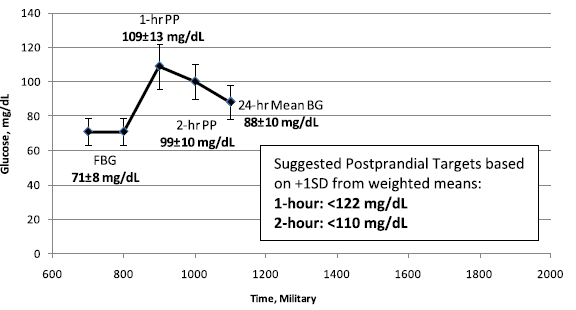 Glucose, mg/dL
140
120
100
80
60
40
20
0
1-hr PP
109±13 mg/dL
24-hr Mean BG
88±10 mg/dL
2-hr PP
99±10 mg/dL
FBG
71±8 mg/dL
Suggested Postprandial Targets based
on +1SD from weighted means:
1-hour: <122 mg/dL
2-hour: <110 mg/dL
600 800 1000 1200 1400 1600 1800 2000
Time, Military